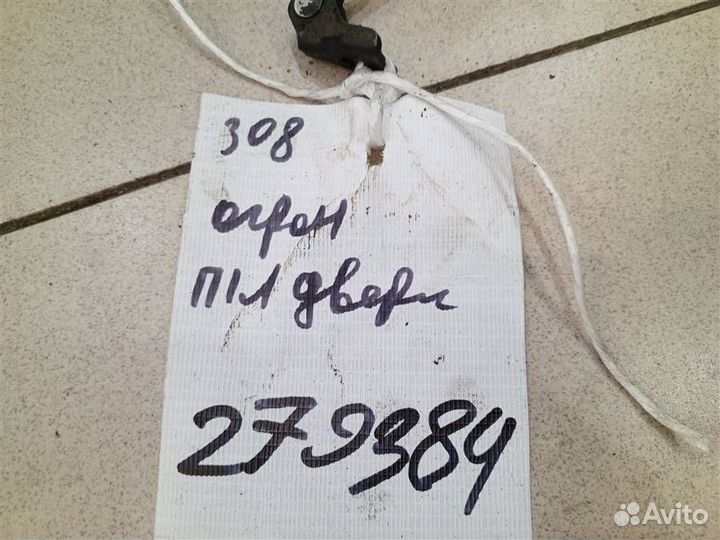 308
огран
П/Л двери
279384
Avito